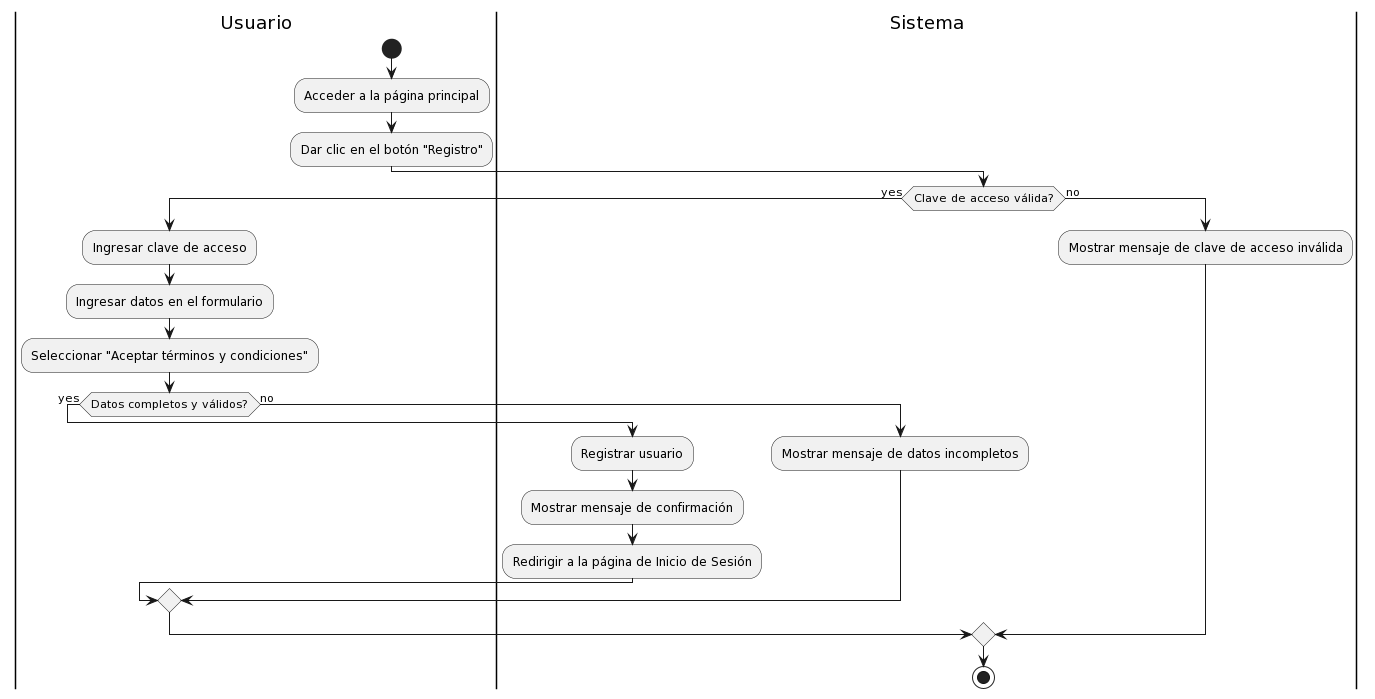 Usuario
Sistema
Acceder a la página principal
Dar clic en el botón "Registro"
yes
Clave de acceso válida?
no
Ingresar clave de acceso
Mostrar mensaje de clave de acceso inválida
Ingresar datos en el formulario
Seleccionar "Aceptar términos y condiciones"
yes
Datos completos y válidos?
no
Registrar usuario
Mostrar mensaje de datos incompletos
Mostrar mensaje de confirmación
Redirigir a la página de Inicio de Sesión